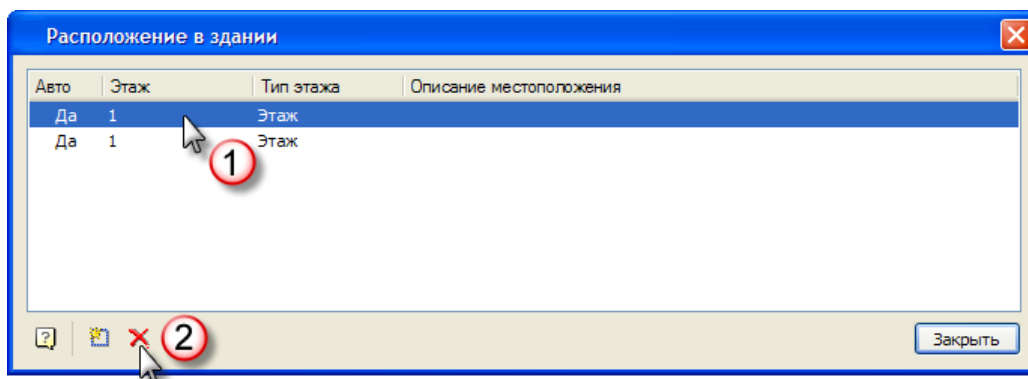 Расположение в здании
Авто Этаж Тип этажа Описание местоположения
Да 1 Этаж
Да 1 Этаж
1
? 2 Закрыть